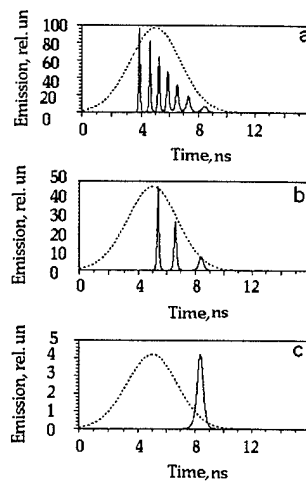 Emission, rel. un
100
80
60
40
20
0
a
0 4 8 12
Time, ns
Emission, rel. un
50
40
30
20
10
0
b
0 4 8 12
Time, ns
Emission, rel. un
5
4
3
2
1
0
c
0 4 8 12
Time, ns